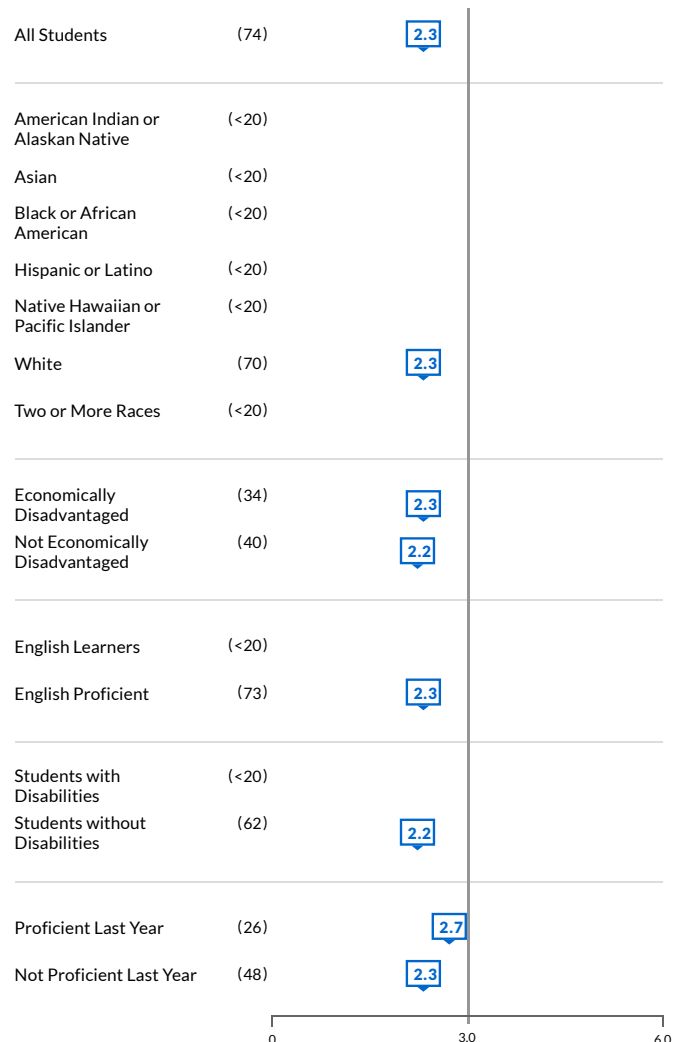 All Students (74) 2.3
American Indian or (<20)
Alaskan Native
Asian (<20)
Black or African (<20)
American
Hispanic or Latino (<20)
Native Hawaiian or (<20)
Pacific Islander
White (70) 2.3
Two or More Races (<20)
Economically (34) 2.3
Disadvantaged
Not Economically (40) 2.2
Disadvantaged
English Learners (<20)
English Proficient (73) 2.3
Students with (<20)
Disabilities
Students without (62) 2.2
Disabilities
Proficient Last Year (26) 2.7
Not Proficient Last Year (48) 2.3
0 3.0 6.0